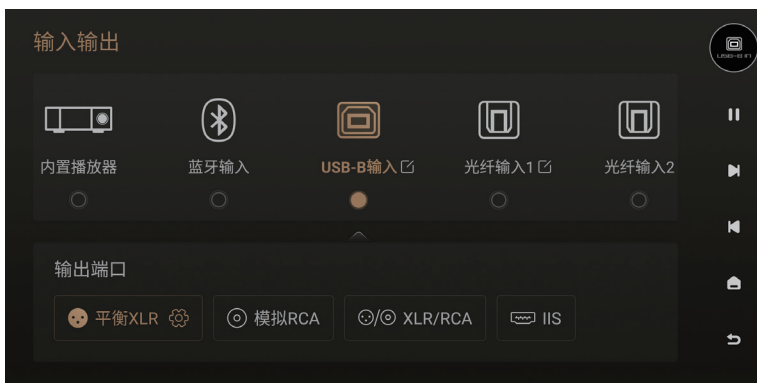 输入输出
USB-B IN
内置播放器
蓝牙输入
USB-B输入
光纤输入1
光纤输入2
输出端口
平衡XLR
模拟RCA
XLR/RCA
IIS